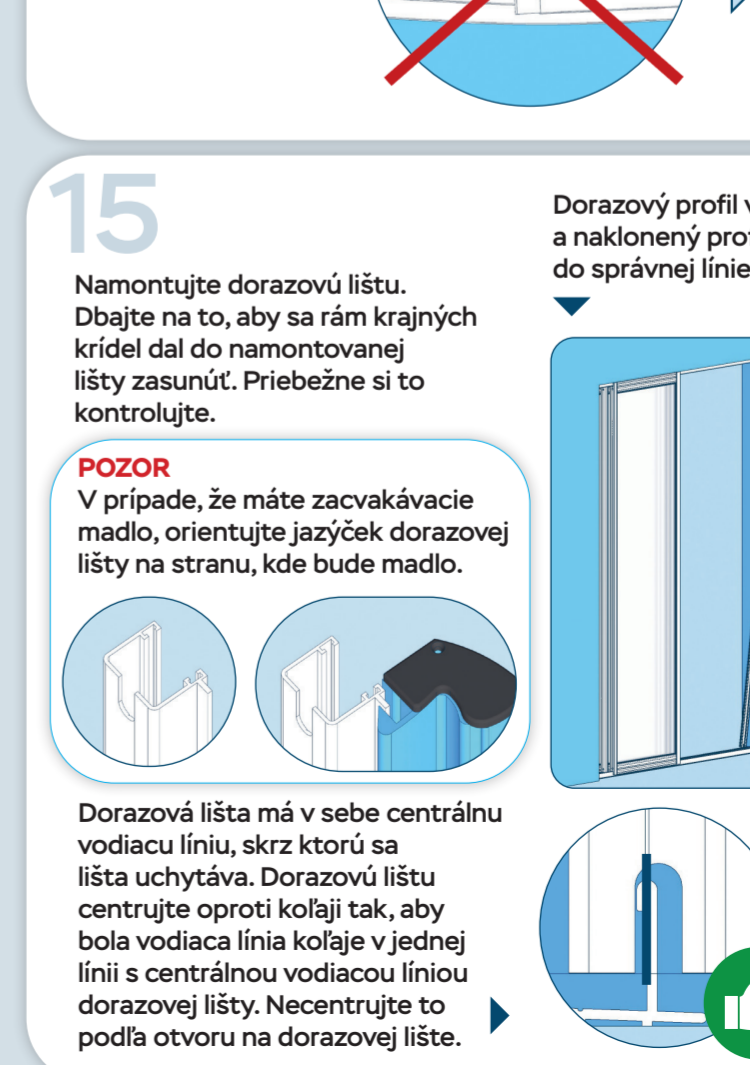 15
Namontujte dorazovú lištu.
Dbajte na to, aby sa rám krajných
krídel dal do namontovanej
lišty zasunúť. Priebežne si to
kontrolujte.
POZOR
V prípade, že máte zacvakávacie
madlo, orientujte jazýček dorazovej
lišty na stranu, kde bude madlo.
Dorazová lišta má v sebe centrálnu
vodiacu líniu, skrz ktorú sa
lišta uchytáva. Dorazovú lištu
centrujte oproti koľaji tak, aby
bola vodiaca línia koľaje v jednej
línii s centrálnou vodiacou líniou
dorazovej lišty. Necentrujte to
podľa otvoru na dorazovej lište.
Dorazový profil
a naklonený
do správnej línie